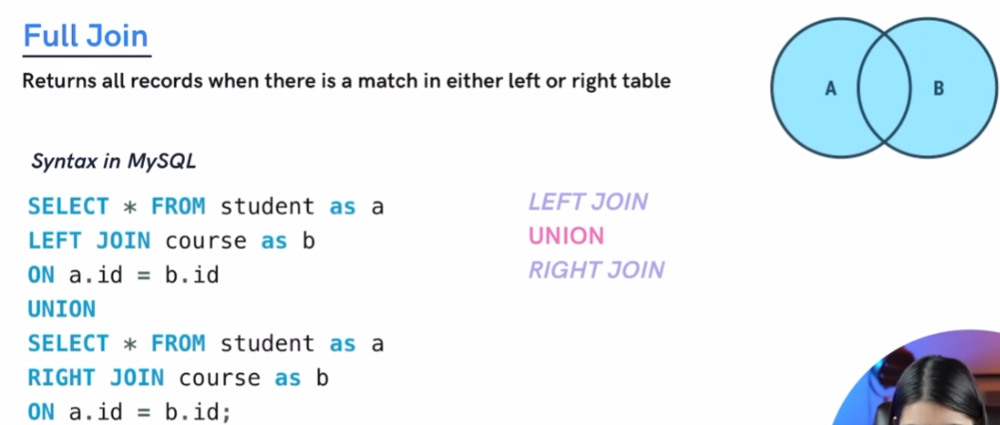 Full Join
Returns all records when there is a match in either left or right table
A
B
Syntax in MySQL
SELECT * FROM student as a
LEFT JOIN course as b
ON a.id = b.id
UNION
SELECT * FROM student as a
RIGHT JOIN course as b
ON a.id = b.id;
LEFT JOIN
UNION
RIGHT JOIN